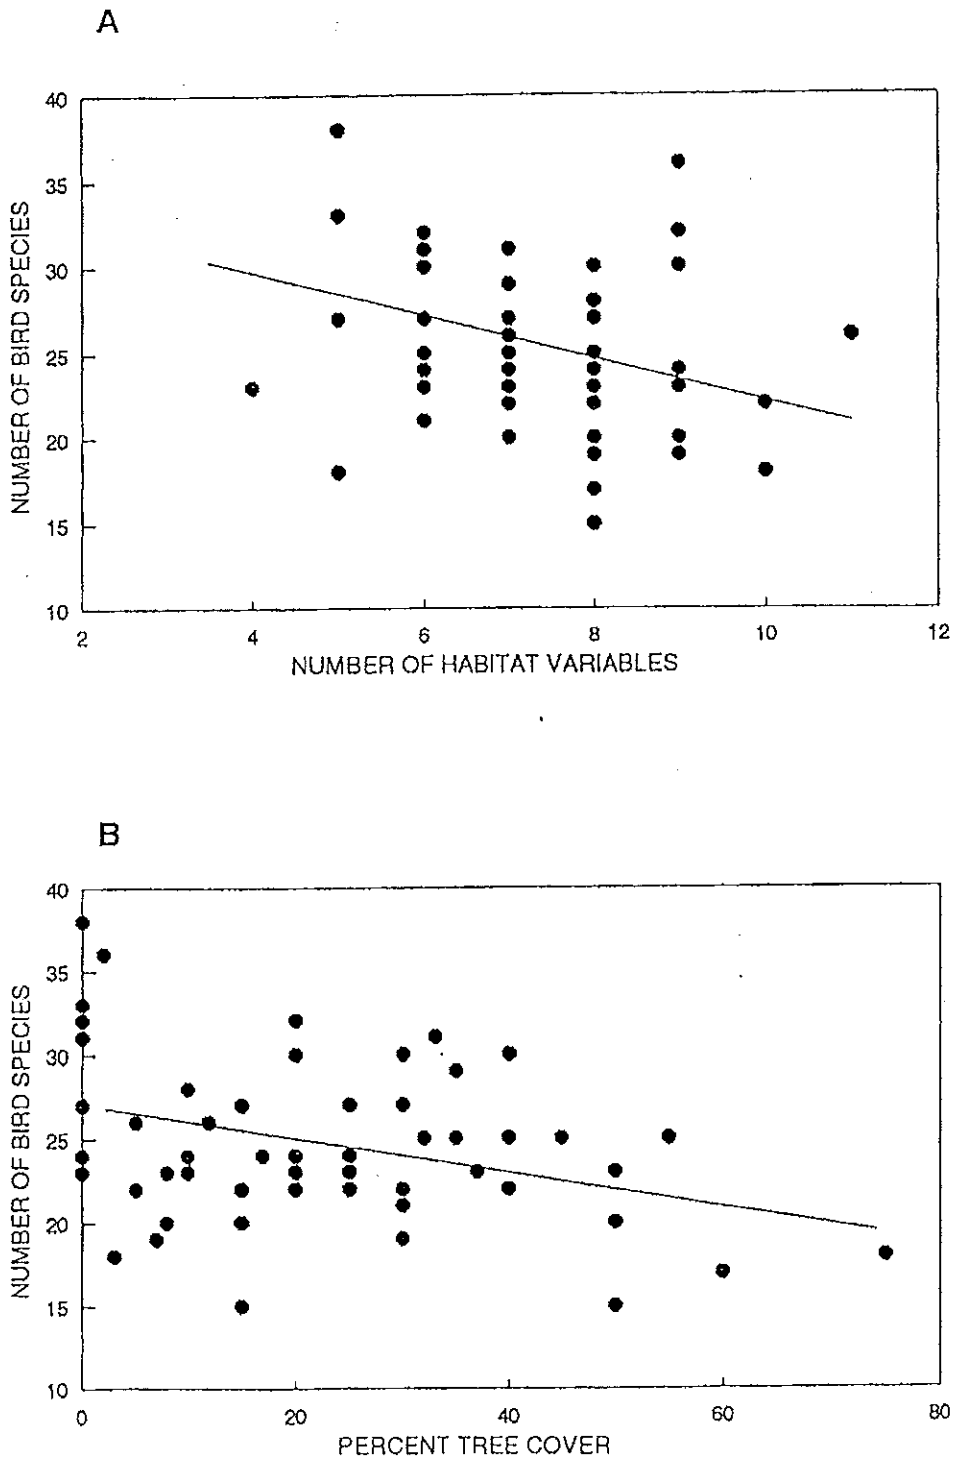 A
40
35
30
25
20
15
10
NUMBER OF BIRD SPECIES
2 4 6 8 10 12
NUMBER OF HABITAT VARIABLES
B
40
35
30
25
20
15
10
NUMBER OF BIRD SPECIES
0 20 40 60 80
PERCENT TREE COVER